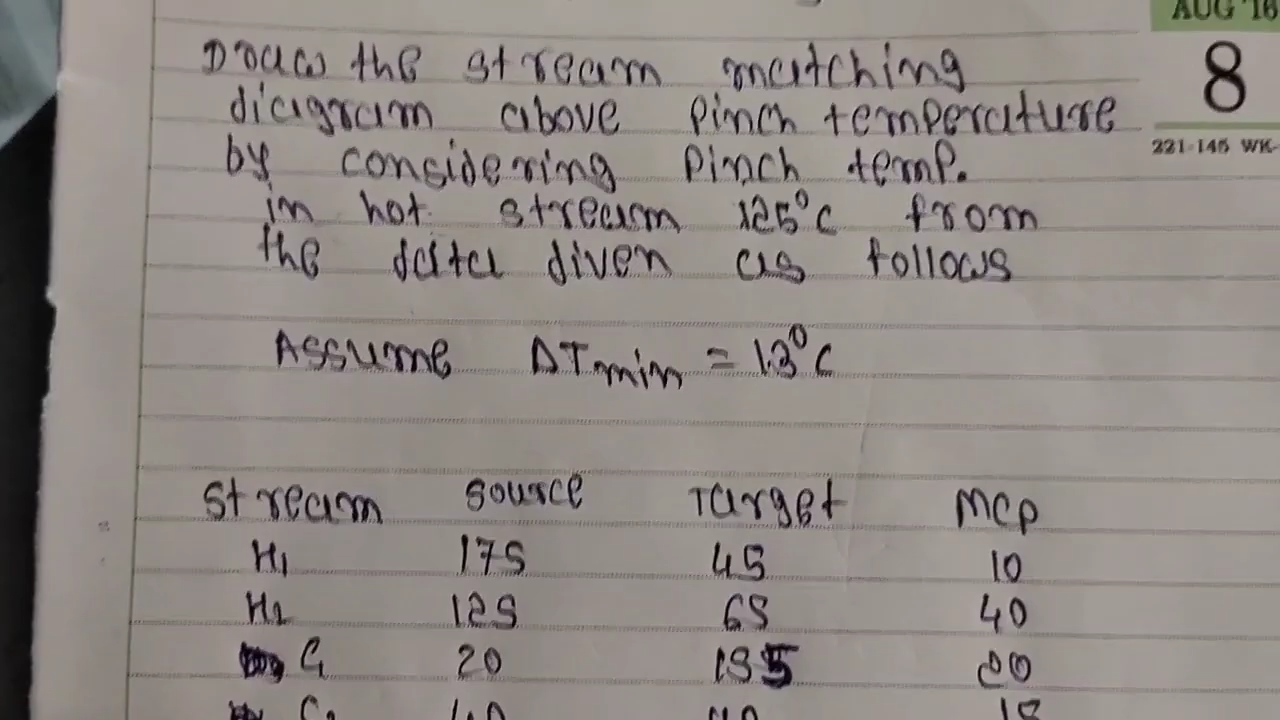 AUG '16
8
221-145 WK-
Draw the stream matching
diagram above Pinch temperature
by considering Pinch temp.
in hot stream 125°C from
the data diven as follows
Assume ΔTmin = 13°C
Stream Source Target Mcp
H1 175 45 10
H2 125 65 40
C1 20 155 20
40 15